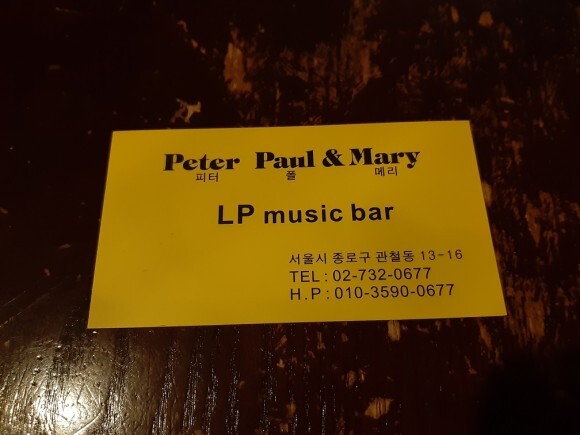 Peter Paul & Mary
피터 폴 메리
LP music bar
서울시 종로구 관철동 13-16
TEL : 02-732-0677
H.P : 010-3590-0677